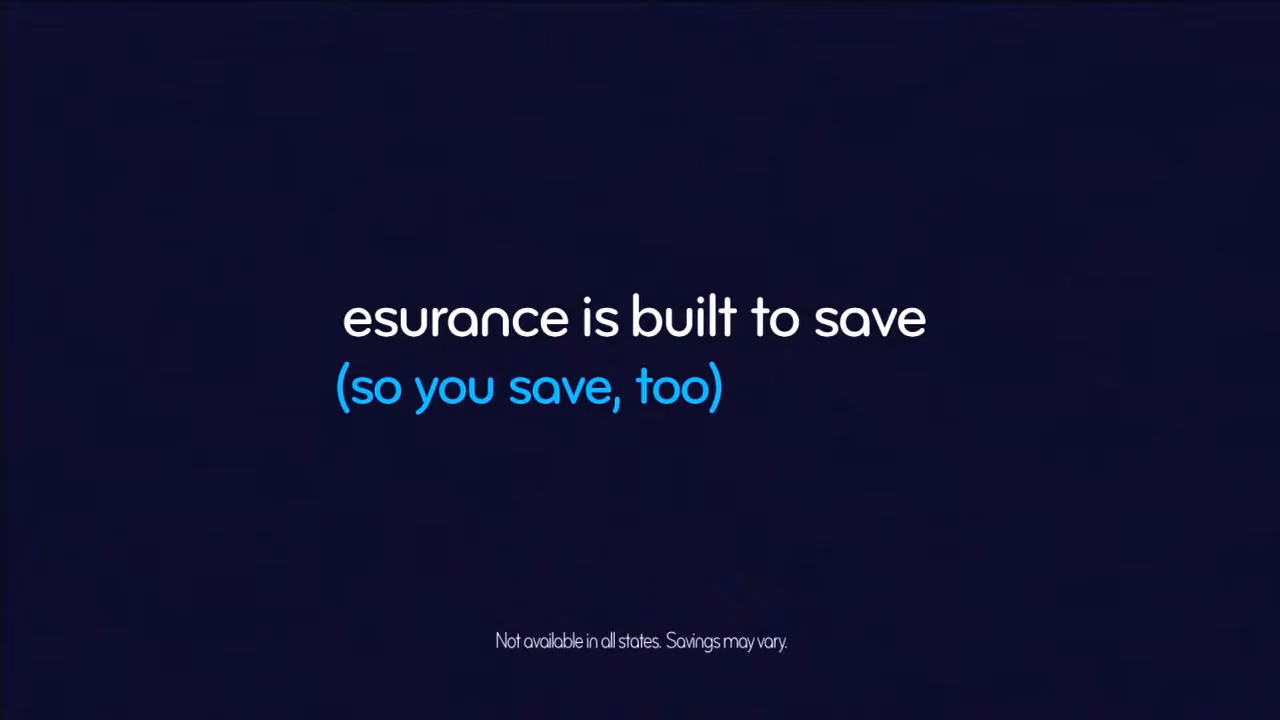 esurance is built to save
(so you save, too)
Not available in all states. Savings may vary.